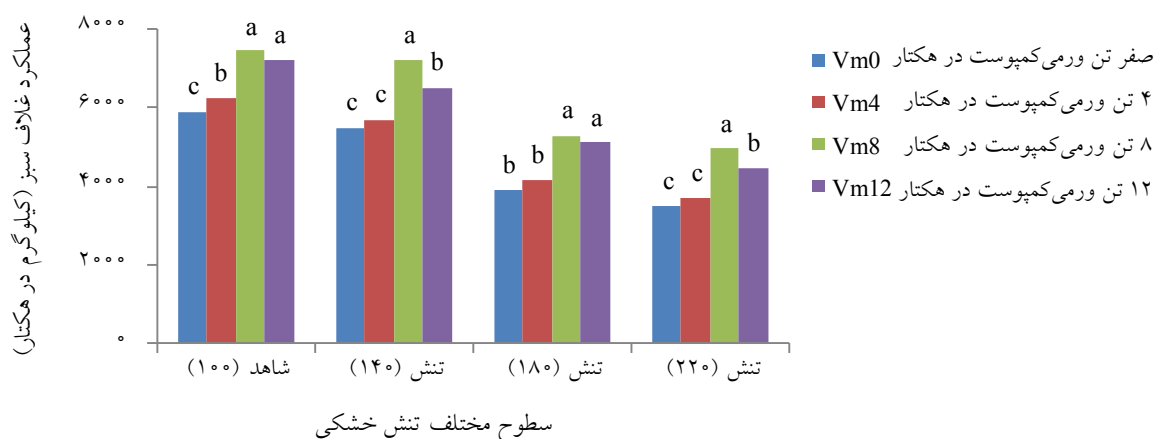 عملکرد غلاف سبز (کیلوگرم در هکتار)
۸۰۰۰
۶۰۰۰
۴۰۰۰
۲۰۰۰
۰
c b a a
c c a b
b b a a
c c a b
شاهد (۱۰۰)
تنش (۱۴۰)
تنش (۱۸۰)
تنش (۲۲۰)
سطوح مختلف تنش خشکی
Vm0 صفر تن ورمی‌کمپوست در هکتار
Vm4 ۴ تن ورمی‌کمپوست در هکتار
Vm8 ۸ تن ورمی‌کمپوست در هکتار
Vm12 ۱۲ تن ورمی‌کمپوست در هکتار